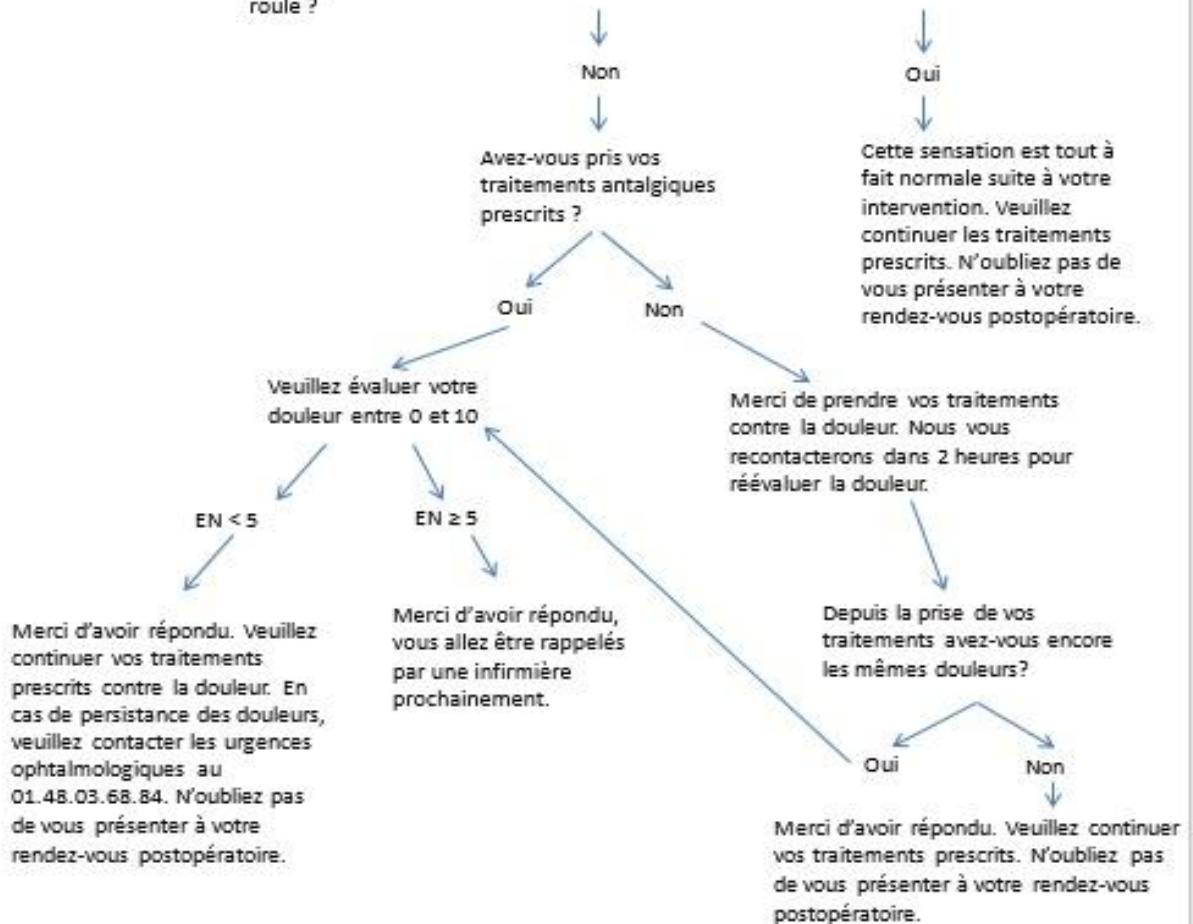 roule ?
Non
Oui
Avez-vous pris vos
traitements antalgiques
prescrits ?
Cette sensation est tout à
fait normale suite à votre
intervention. Veuillez
continuer les traitements
prescrits. N'oubliez pas de
vous présenter à votre
rendez-vous postopératoire.
Oui
Non
Veuillez évaluer votre
douleur entre 0 et 10
Merci de prendre vos traitements
contre la douleur. Nous vous
recontacterons dans 2 heures pour
réévaluer la douleur.
EN < 5
EN ≥ 5
Merci d'avoir répondu. Veuillez
continuer vos traitements
prescrits contre la douleur. En
cas de persistance des douleurs,
veuillez contacter les urgences
ophtalmologiques au
01.48.03.68.84. N'oubliez pas
de vous présenter à votre
rendez-vous postopératoire.
Merci d'avoir répondu,
vous allez être rappelés
par une infirmière
prochainement.
Depuis la prise de vos
traitements avez-vous encore
les mêmes douleurs?
Oui
Non
Merci d'avoir répondu. Veuillez continuer
vos traitements prescrits. N'oubliez pas
de vous présenter à votre rendez-vous
postopératoire.